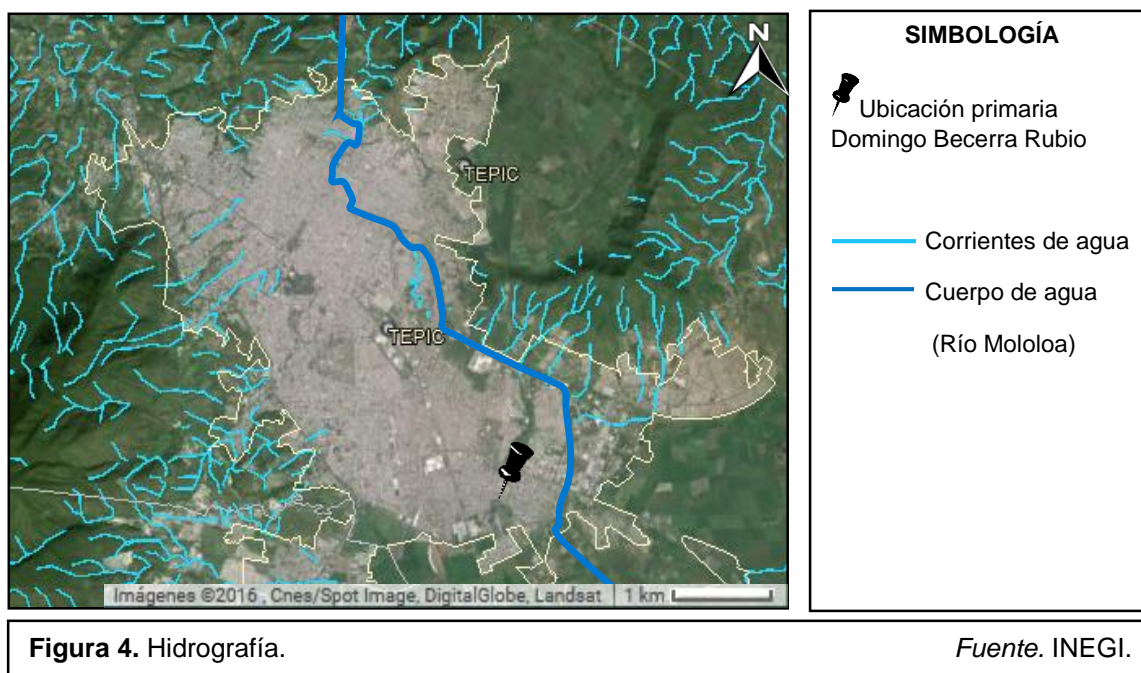 N
TEPIC
TEPIC
Imágenes ©2016 , Cnes/Spot Image, DigitalGlobe, Landsat
1 km
SIMBOLOGÍA
Ubicación primaria
Domingo Becerra Rubio
Corrientes de agua
Cuerpo de agua
(Río Mololoa)
Figura 4. Hidrografía.
Fuente. INEGI.